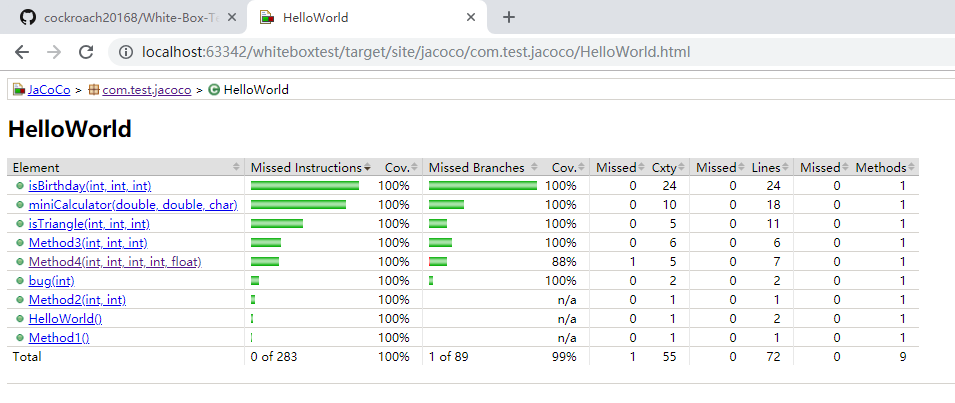 cockroach20168/White-Box-Te
HelloWorld
localhost:63342/whiteboxtest/target/site/jacoco/com.test.jacoco/HelloWorld.html
JaCoCo > com.test.jacoco > HelloWorld
HelloWorld
Element Missed Instructions Cov. Missed Branches Cov. Missed Cxty Missed Lines Missed Methods
isBirthday(int, int, int) 100% 100% 0 24 0 24 0 1
miniCalculator(double, double, char) 100% 100% 0 10 0 18 0 1
isTriangle(int, int, int) 100% 100% 0 5 0 11 0 1
Method3(int, int, int) 100% 100% 0 6 0 6 0 1
Method4(int, int, int, int, float) 100% 88% 1 5 0 7 0 1
bug(int) 100% 100% 0 2 0 2 0 1
Method2(int, int) 100% n/a 0 1 0 1 0 1
HelloWorld() 100% n/a 0 1 0 2 0 1
Method1() 100% n/a 0 1 0 1 0 1
Total 0 of 283 100% 1 of 89 99% 1 55 0 72 0 9